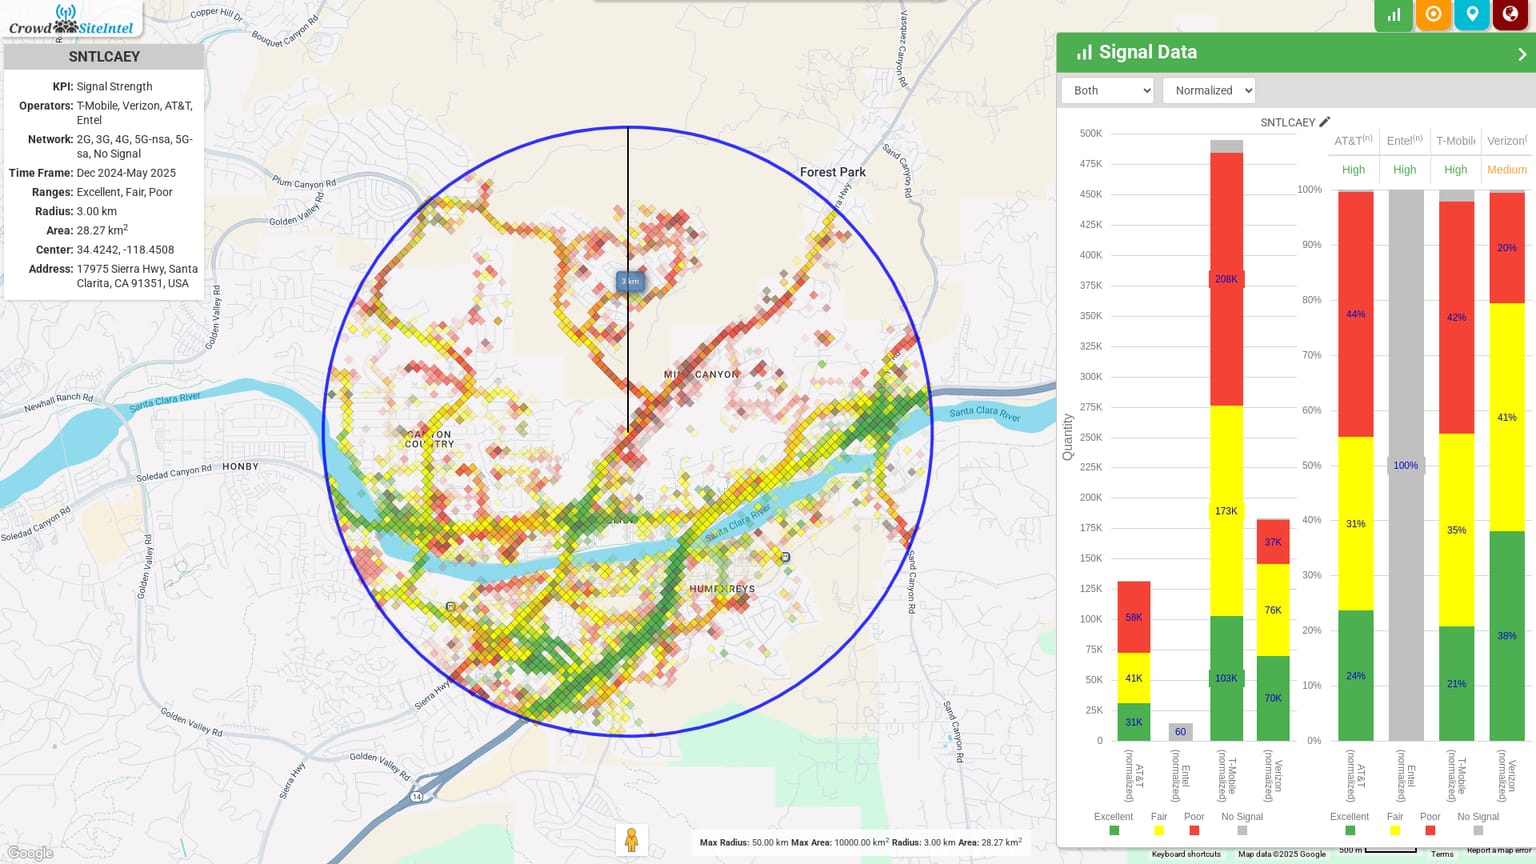 Crowd SiteIntel
SNTLCAEY
KPI: Signal Strength
Operators: T-Mobile, Verizon, AT&T,
Entel
Network: 2G, 3G, 4G, 5G-nsa, 5G-
sa, No Signal
Time Frame: Dec 2024-May 2025
Ranges: Excellent, Fair, Poor
Radius: 3.00 km
Area: 28.27 km²
Center: 34.4242, -118.4508
Address: 17975 Sierra Hwy, Santa
Clarita, CA 91351, USA
Copper Hill Dr
Bouquet Canyon Rd
Vasquez Canyon Rd
Plum Canyon Rd
Golden Valley Rd
Forest Park
Sand Canyon Rd
3 km
Golden Valley Rd
MINT CANYON
CANYON
COUNTRY
Newhall Ranch Rd
Santa Clara River
Santa Clara River
HONBY
Soledad Canyon Rd
Soledad Canyon Rd
Santa Clara River
HUMPHREYS
Golden Valley Rd
Sand Canyon Rd
Sierra Hwy
Golden Valley Rd
Golden Valley Rd
Sierra Hwy
Sand Canyon Rd
14
Google
Max Radius: 50.00 km Max Area: 10000.00 km² Radius: 3.00 km Area: 28.27 km²
Signal Data
Both
Normalized
SNTLCAEY
500K
475K
450K
425K
400K
375K
350K
325K
300K
275K
250K
225K
200K
175K
150K
125K
100K
75K
50K
25K
0
Quantity
58K
41K
31K
60
208K
173K
103K
37K
76K
70K
AT&T (normalized)
Entel (normalized)
T-Mobile (normalized)
Verizon (normalized)
Excellent Fair Poor No Signal
AT&T(n) Entel(n) T-Mobile Verizon(
High High High Medium
100%
90%
80%
70%
60%
50%
40%
30%
20%
10%
0%
44%
31%
24%
100%
42%
35%
21%
20%
41%
38%
AT&T (normalized)
Entel (normalized)
T-Mobile (normalized)
Verizon (normalized)
Excellent Fair Poor No Signal
Keyboard shortcuts Map data ©2025 Google 500 m Terms Report a map error